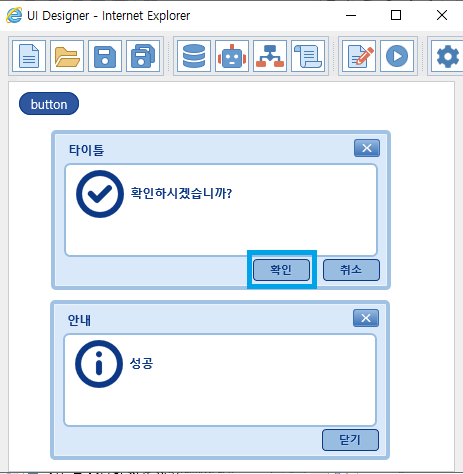 UI Designer - Internet Explorer
button
타이틀
확인하시겠습니까?
확인
취소
안내
성공
닫기